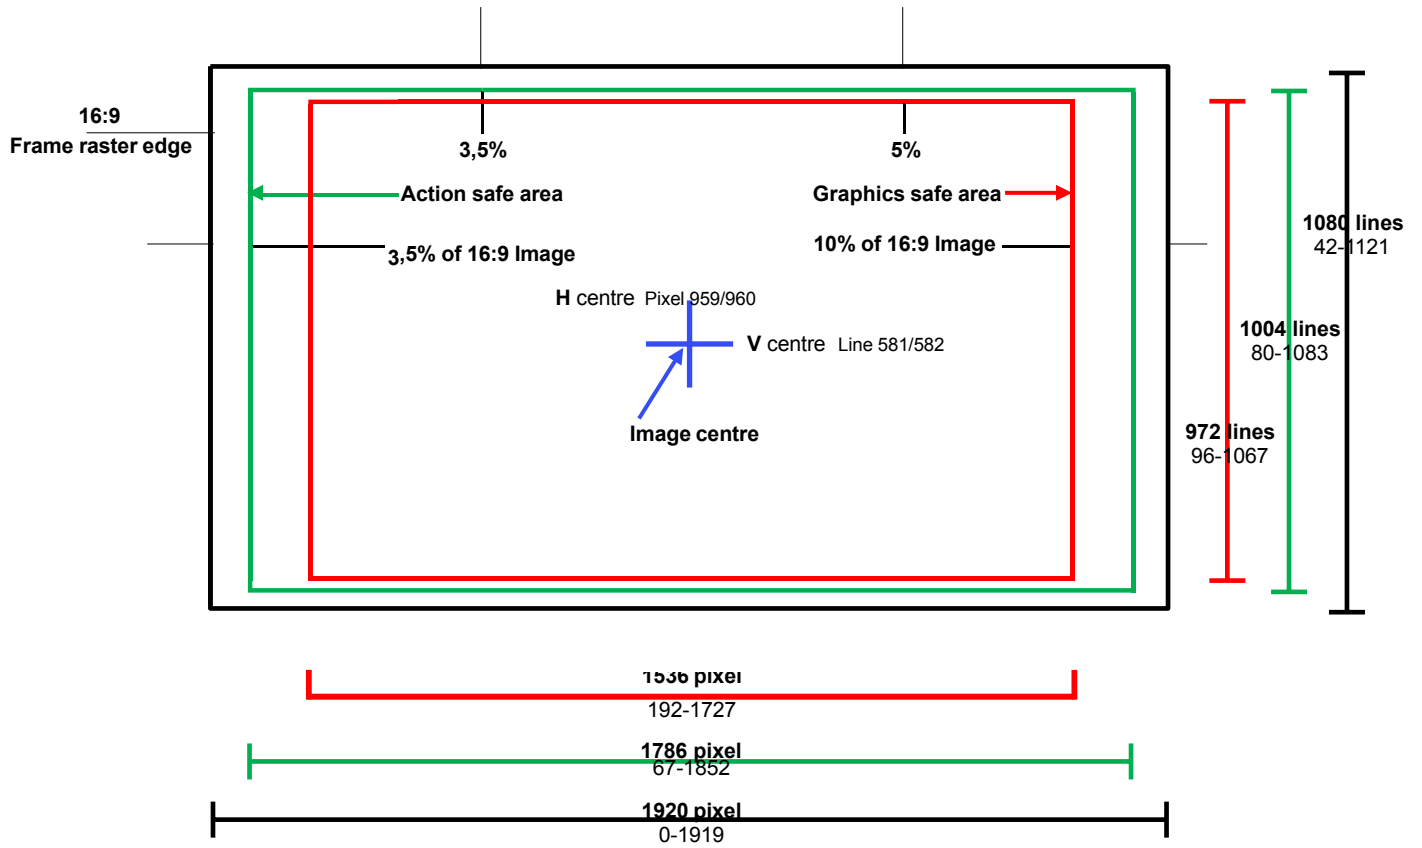 16:9
Frame raster edge
3,5%
5%
Action safe area
Graphics safe area
3,5% of 16:9 Image
10% of 16:9 Image
H centre Pixel 959/960
V centre Line 581/582
Image centre
1080 lines
42-1121
1004 lines
80-1083
972 lines
96-1067
1536 pixel
192-1727
1786 pixel
67-1852
1920 pixel
0-1919